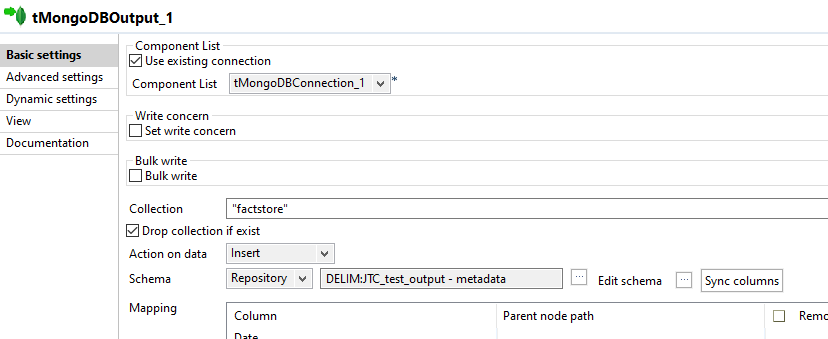 tMongoDBOutput_1
Basic settings
Advanced settings
Dynamic settings
View
Documentation
Component List
Use existing connection
Component List tMongoDBConnection_1 *
Write concern
Set write concern
Bulk write
Bulk write
Collection "factstore"
Drop collection if exist
Action on data Insert
Schema Repository DELIM:JTC_test_output - metadata ... Edit schema ... Sync columns
Mapping
Column Parent node path Remo
Date